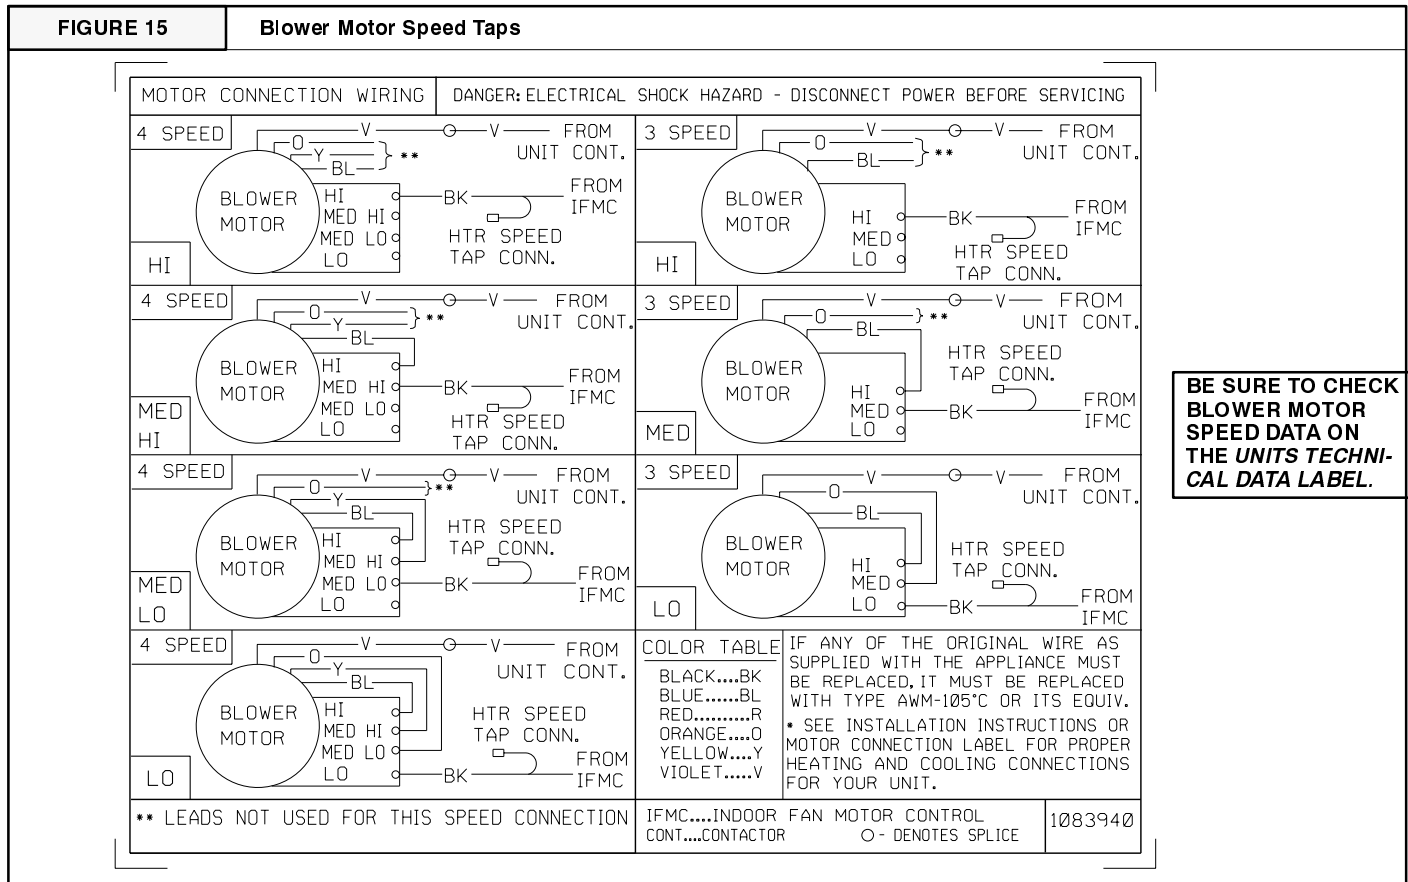 FIGURE 15
Blower Motor Speed Taps
MOTOR CONNECTION WIRING
DANGER: ELECTRICAL SHOCK HAZARD - DISCONNECT POWER BEFORE SERVICING
4 SPEED
V
V
FROM
UNIT CONT.
O
Y
**
BL
BLOWER
MOTOR
HI
MED HI
MED LO
LO
BK
FROM
IFMC
HTR SPEED
TAP CONN.
HI
3 SPEED
V
V
FROM
UNIT CONT.
O
**
BL
BLOWER
MOTOR
HI
MED
LO
BK
FROM
IFMC
HTR SPEED
TAP CONN.
HI
4 SPEED
V
V
FROM
UNIT CONT.
O
**
Y
BL
BLOWER
MOTOR
HI
MED HI
MED LO
LO
BK
FROM
IFMC
HTR SPEED
TAP CONN.
MED
HI
3 SPEED
V
V
FROM
UNIT CONT.
O
**
BL
HTR SPEED
TAP CONN.
BLOWER
MOTOR
HI
MED
LO
BK
FROM
IFMC
MED
BE SURE TO CHECK
BLOWER MOTOR
SPEED DATA ON
THE UNITS TECHNI-
CAL DATA LABEL.
4 SPEED
V
V
FROM
UNIT CONT.
O
**
Y
BL
HTR SPEED
TAP CONN.
BLOWER
MOTOR
HI
MED HI
MED LO
LO
BK
FROM
IFMC
MED
LO
3 SPEED
V
V
FROM
UNIT CONT.
O
BL
HTR SPEED
TAP CONN.
BLOWER
MOTOR
HI
MED
LO
BK
FROM
IFMC
LO
4 SPEED
V
V
FROM
UNIT CONT.
O
Y
BL
HTR SPEED
TAP CONN.
BLOWER
MOTOR
HI
MED HI
MED LO
LO
BK
FROM
IFMC
LO
COLOR TABLE
BLACK....BK
BLUE......BL
RED..........R
ORANGE....O
YELLOW....Y
VIOLET.....V
IF ANY OF THE ORIGINAL WIRE AS
SUPPLIED WITH THE APPLIANCE MUST
BE REPLACED, IT MUST BE REPLACED
WITH TYPE AWM-105°C OR ITS EQUIV.
* SEE INSTALLATION INSTRUCTIONS OR
MOTOR CONNECTION LABEL FOR PROPER
HEATING AND COOLING CONNECTIONS
FOR YOUR UNIT.
** LEADS NOT USED FOR THIS SPEED CONNECTION
IFMC....INDOOR FAN MOTOR CONTROL
CONT....CONTACTOR
O - DENOTES SPLICE
1083940